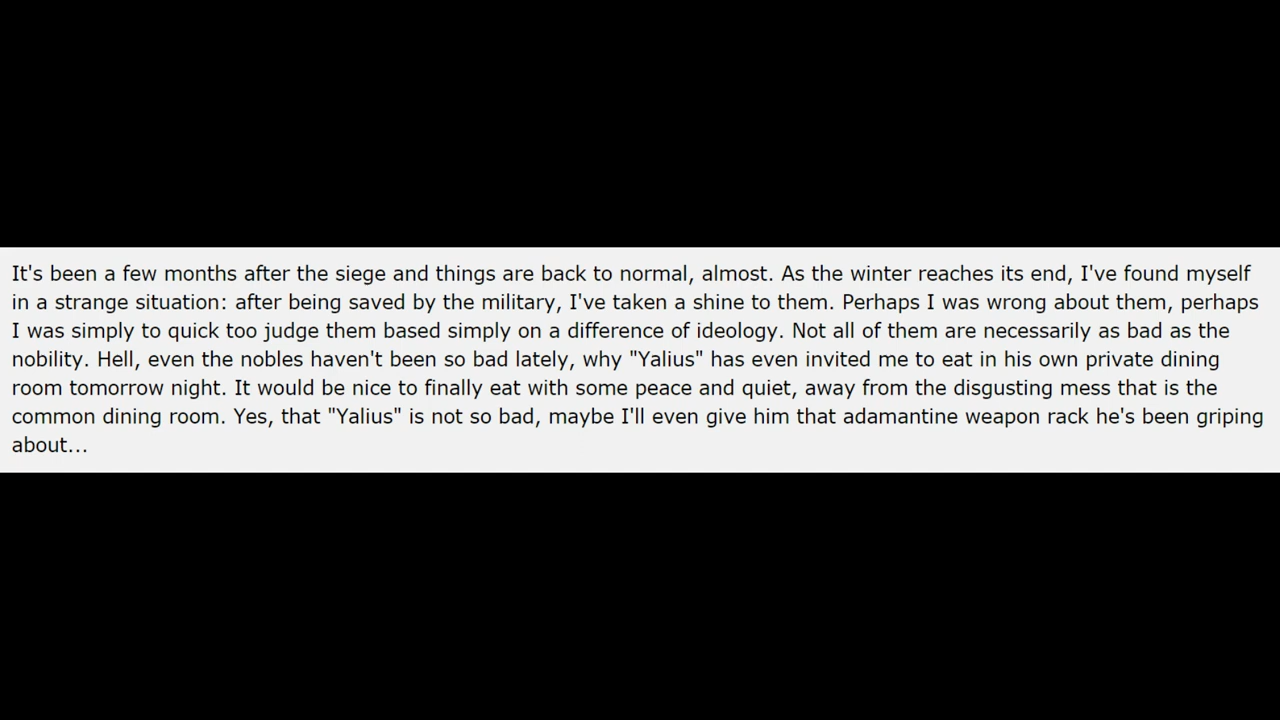 It's been a few months after the siege and things are back to normal, almost. As the winter reaches its end, I've found myself
in a strange situation: after being saved by the military, I've taken a shine to them. Perhaps I was wrong about them, perhaps
I was simply to quick too judge them based simply on a difference of ideology. Not all of them are necessarily as bad as the
nobility. Hell, even the nobles haven't been so bad lately, why "Yalius" has even invited me to eat in his own private dining
room tomorrow night. It would be nice to finally eat with some peace and quiet, away from the disgusting mess that is the
common dining room. Yes, that "Yalius" is not so bad, maybe I'll even give him that adamantine weapon rack he's been griping
about...